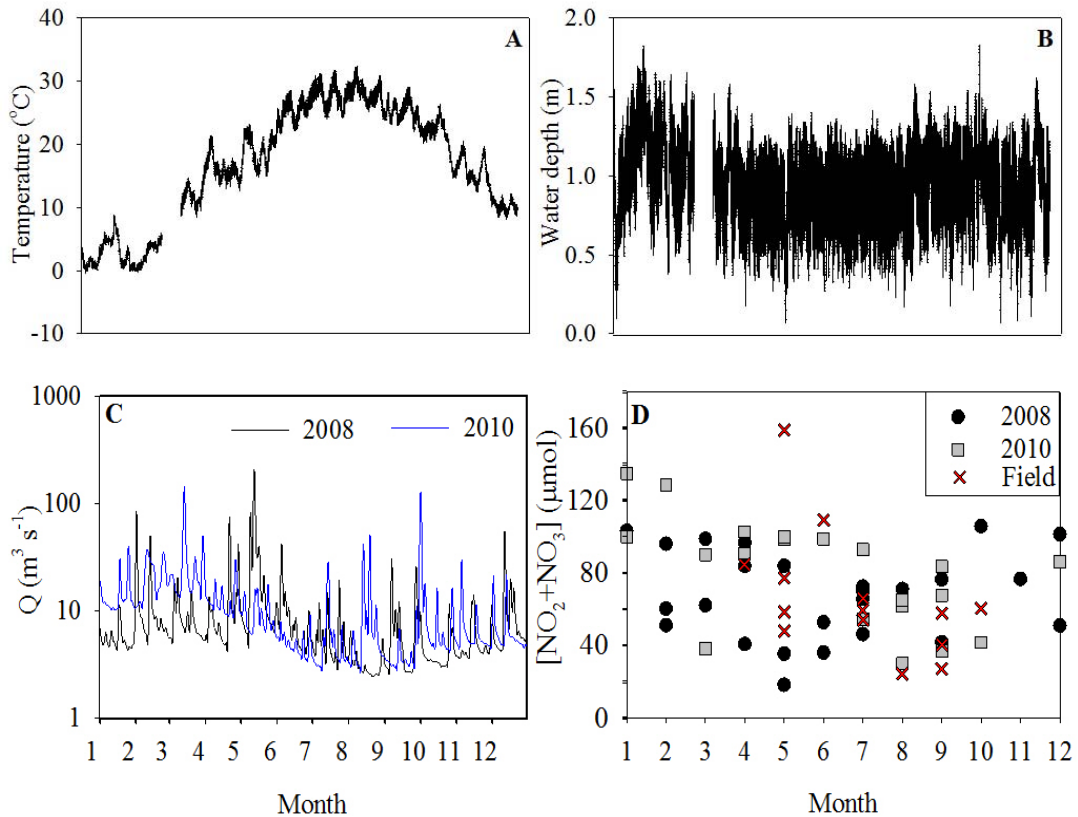 A
Temperature (°C)
40
30
20
10
0
-10
B
Water depth (m)
2.0
1.5
1.0
0.5
0.0
C
2008
2010
Q (m³ s⁻¹)
1000
100
10
1
1 2 3 4 5 6 7 8 9 10 11 12
Month
D
2008
2010
Field
[NO₂+NO₃] (μmol)
160
120
80
40
0
1 2 3 4 5 6 7 8 9 10 11 12
Month